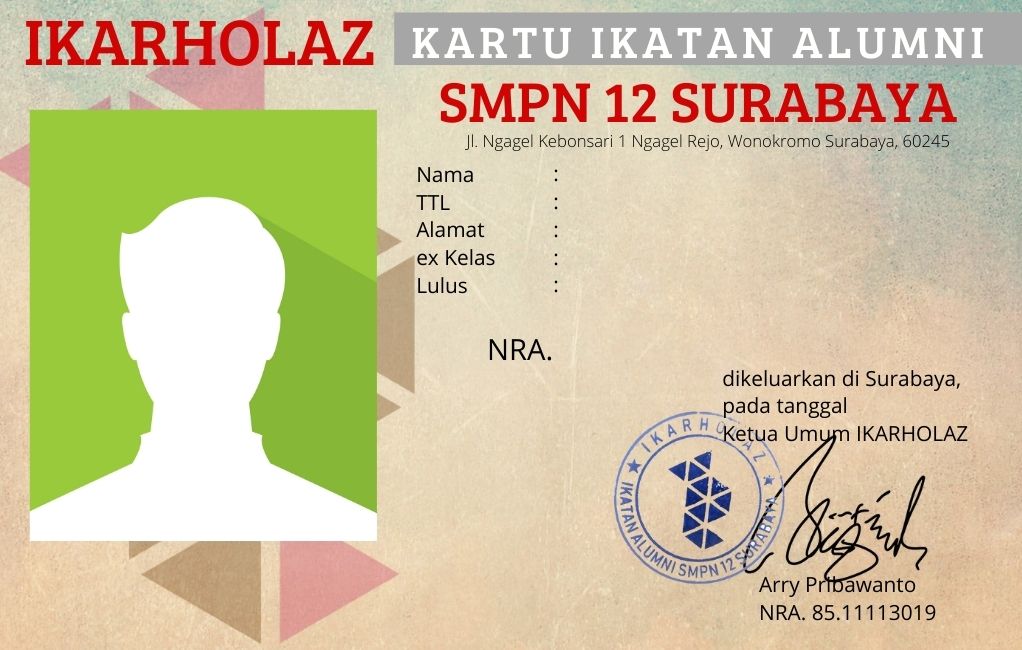 IKARHOLAZ
KARTU IKATAN ALUMNI
SMPN 12 SURABAYA
Jl. Ngagel Kebonsari 1 Ngagel Rejo, Wonokromo Surabaya, 60245
Nama :
TTL :
Alamat :
ex Kelas :
Lulus :
NRA.
dikeluarkan di Surabaya,
pada tanggal
Ketua Umum IKARHOLAZ
IKARHOLAZ
IKATAN ALUMNI SMPN 12 SURABAYA
Arry Pribawanto
NRA. 85.11113019